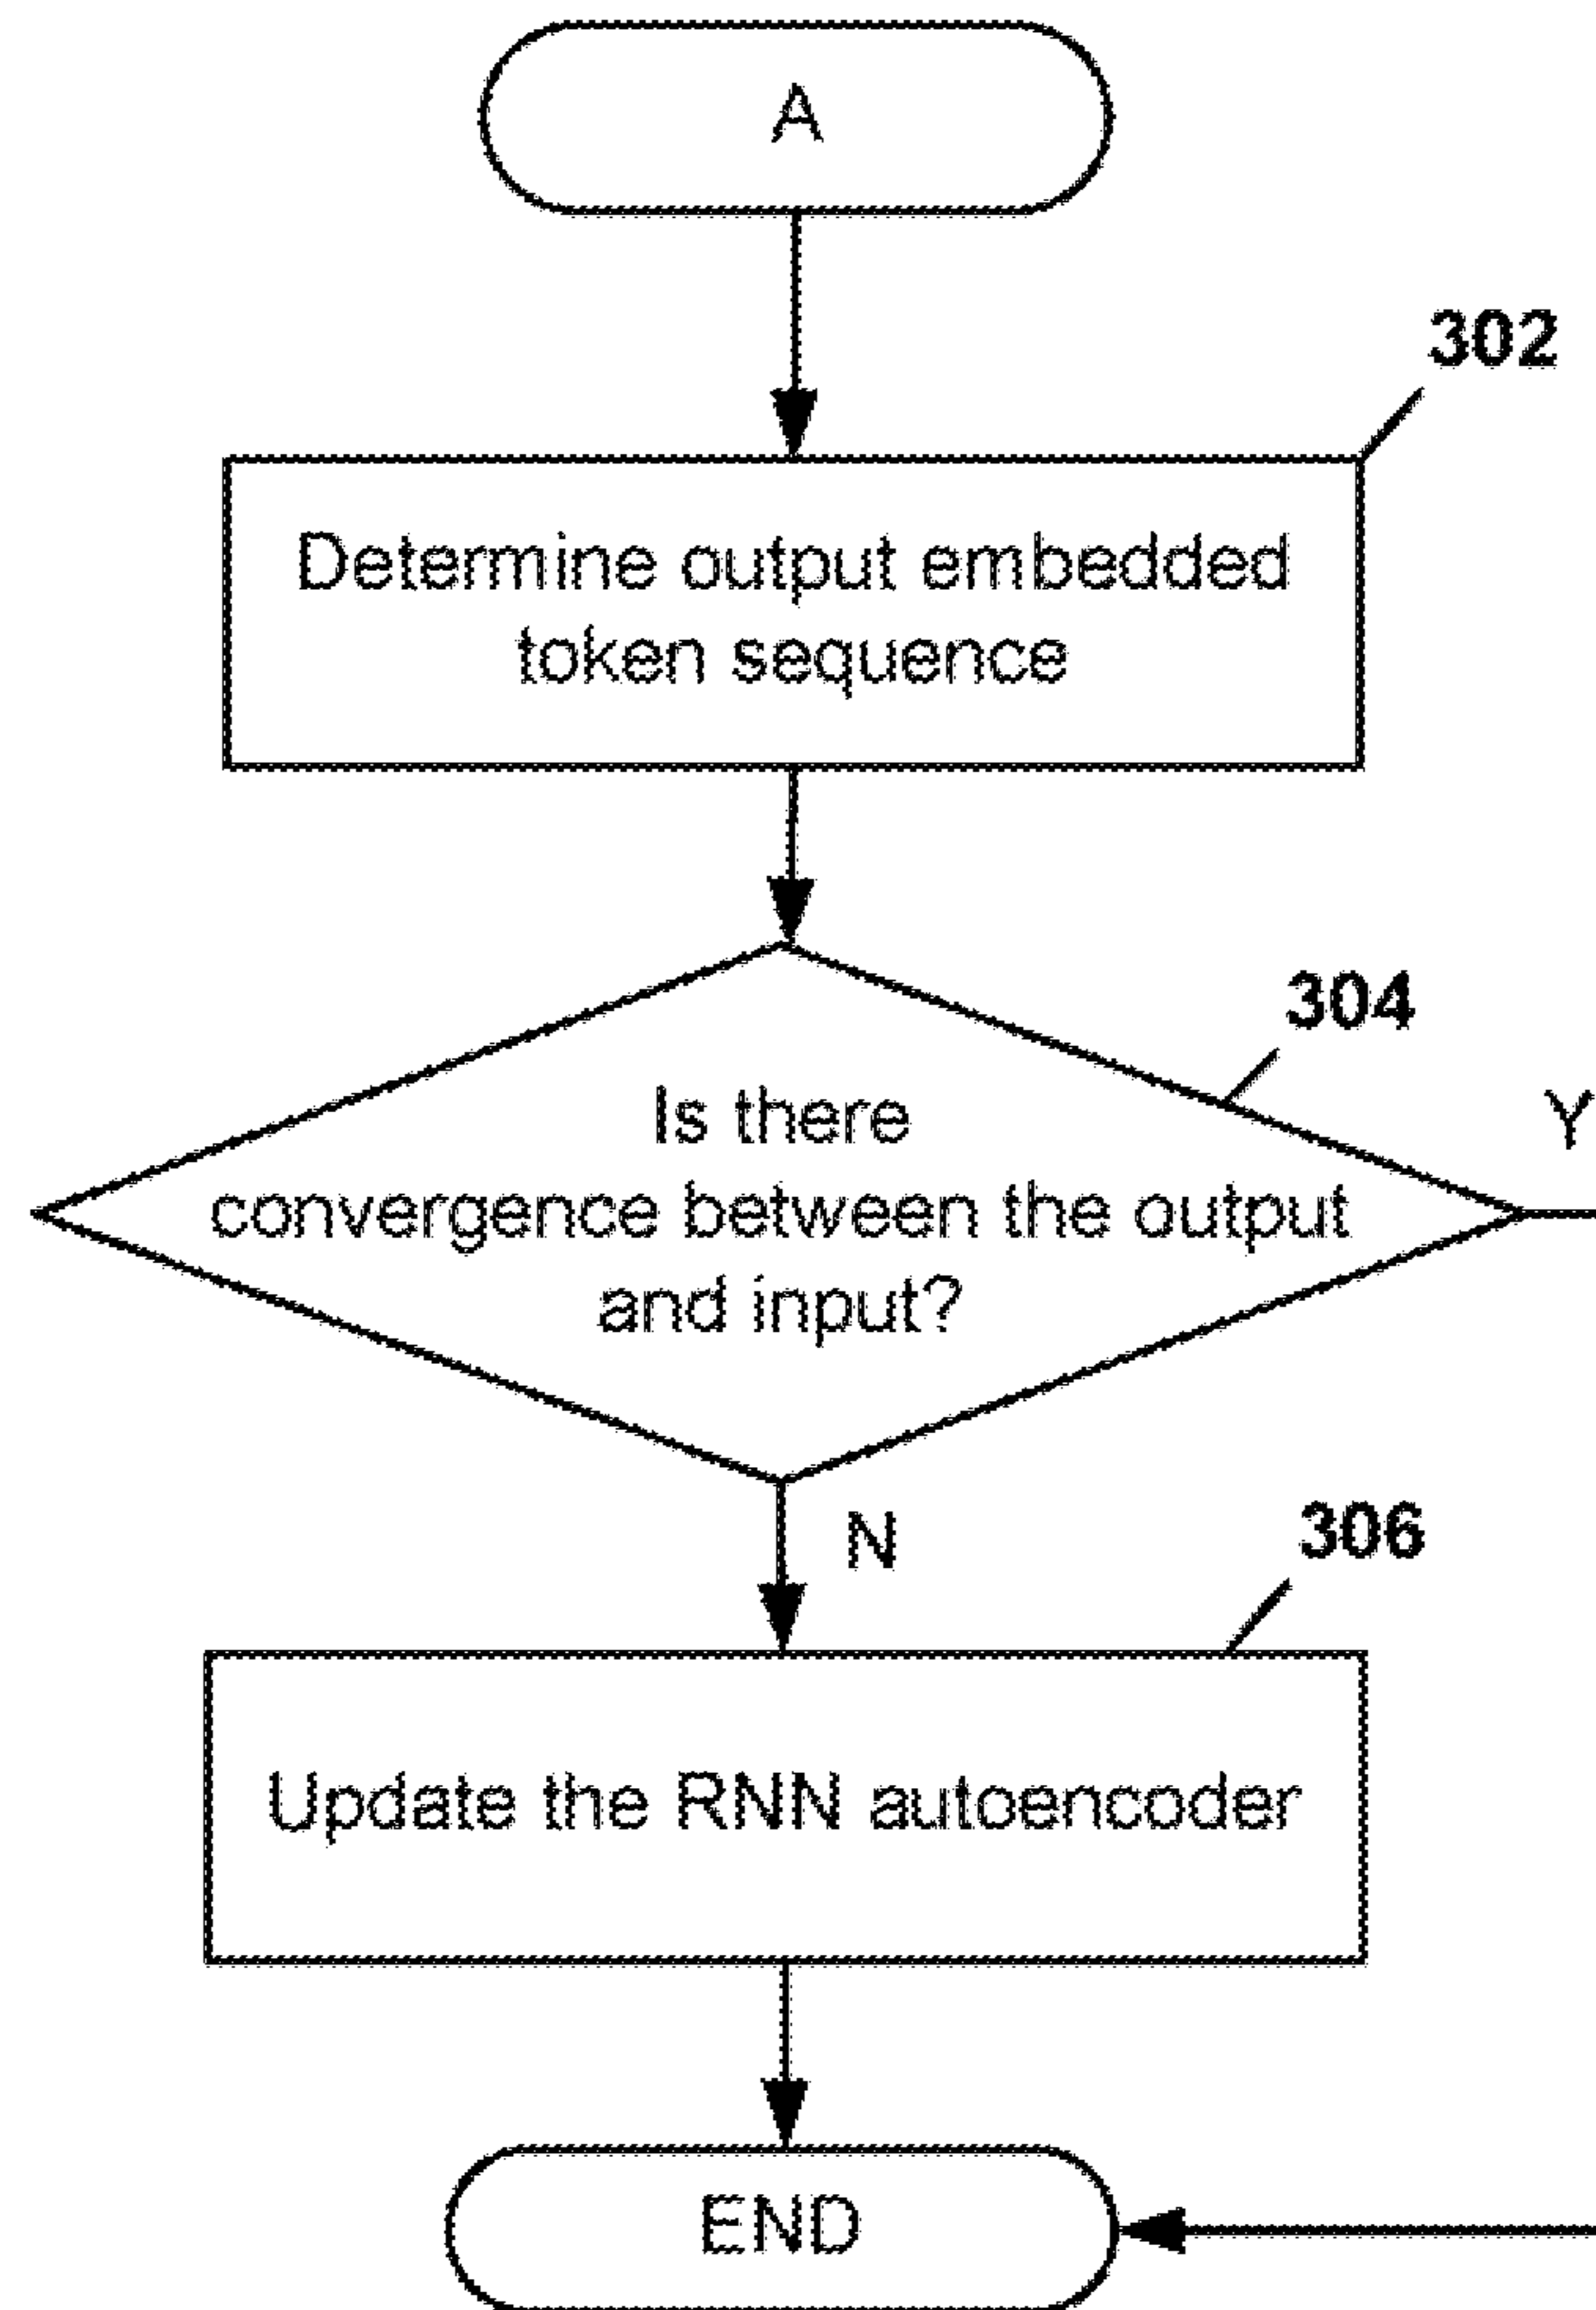 A
302
Determine output embedded
token sequence
304
Is there
convergence between the output
and input?
Y
N
306
Update the RNN autoencoder
END